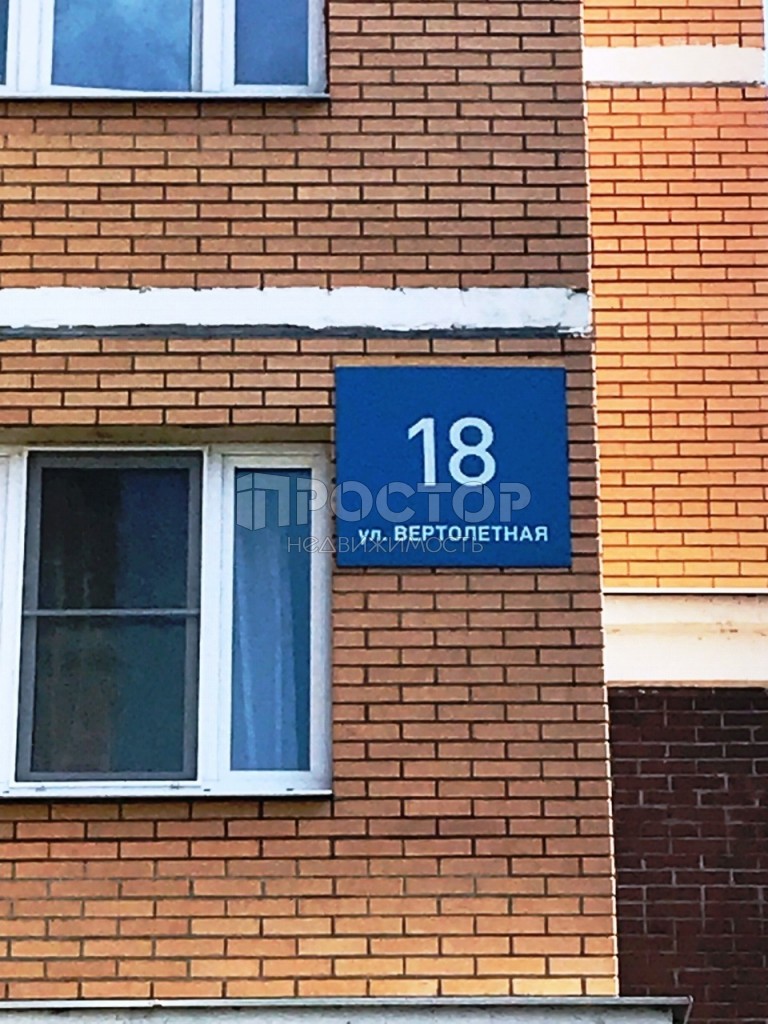 18
ул. ВЕРТОЛЕТНАЯ
ПРОСТОР
недвижимость